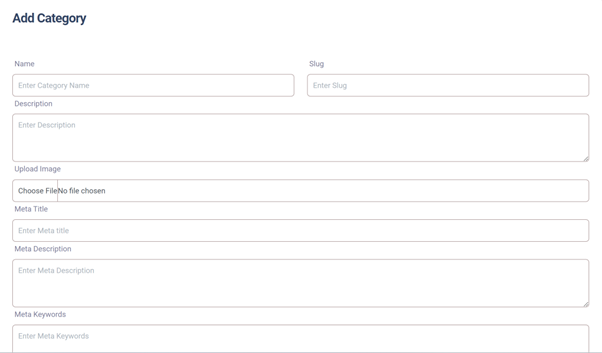 Add Category
Name Slug
Enter Category Name Enter Slug
Description
Enter Description
Upload Image
Choose File No file chosen
Meta Title
Enter Meta title
Meta Description
Enter Meta Description
Meta Keywords
Enter Meta Keywords